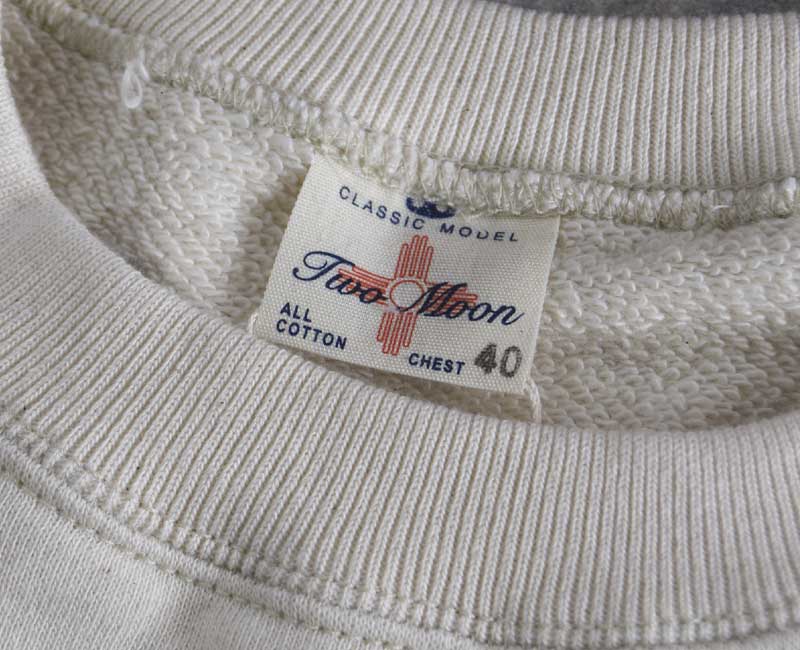 CLASSIC MODEL
Two Moon
ALL
COTTON
CHEST 40